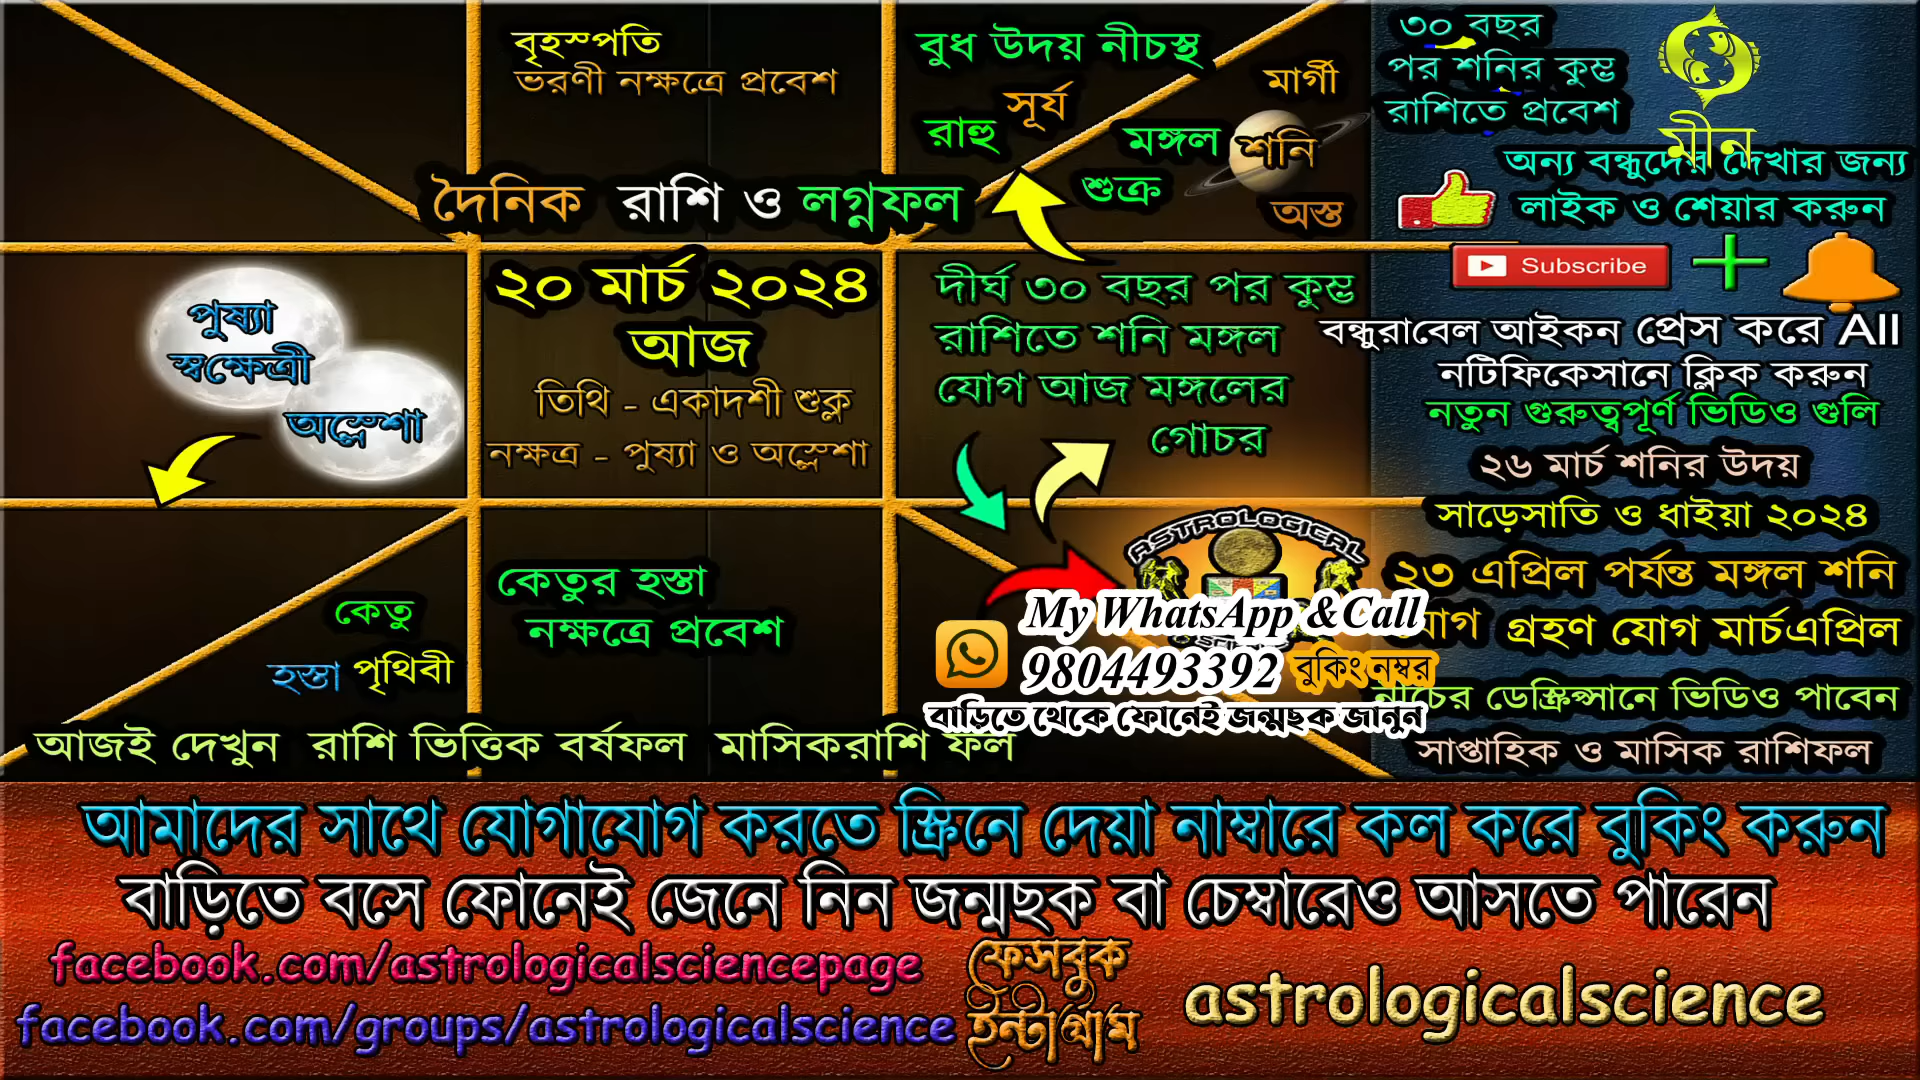 বৃহস্পতি
ভরণী নক্ষত্রে প্রবেশ
বুধ উদয় নীচস্থ
সূর্য
রাহু
মার্গী
মঙ্গল শনি
শুক্র
অস্ত
৩০ বছর
পর শনির কুম্ভ
রাশিতে প্রবেশ
মীন
অন্য বন্ধুদের দেখার জন্য
লাইক ও শেয়ার করুন
Subscribe
দৈনিক রাশি ও লগ্নফল
২০ মার্চ ২০২৪
আজ
তিথি - একাদশী শুক্ল
নক্ষত্র - পুষ্যা ও অশ্লেশা
পুষ্যা
স্বক্ষেত্রী
অশ্লেশা
দীর্ঘ ৩০ বছর পর কুম্ভ
রাশিতে শনি মঙ্গল
যোগ আজ মঙ্গলের
গোচর
বন্ধুরাবেল আইকন প্রেস করে All
নটিফিকেসানে ক্লিক করুন
নতুন গুরুত্বপূর্ণ ভিডিও গুলি
২৬ মার্চ শনির উদয়
সাড়েসাতি ও ধাইয়া ২০২৪
২৩ এপ্রিল পর্যন্ত মঙ্গল শনি
যোগ গ্রহণ যোগ মার্চএপ্রিল
নীচের ডেস্ক্রিপ্সানে ভিডিও পাবেন
সাপ্তাহিক ও মাসিক রাশিফল
কেতু
হস্তা পৃথিবী
কেতুর হস্তা
নক্ষত্রে প্রবেশ
ASTROLOGICAL
My WhatsApp &Call
9804493392 বুকিং নম্বর
বাড়িতে থেকে ফোনেই জন্মছক জানুন
আজই দেখুন রাশি ভিত্তিক বর্ষফল মাসিকরাশি ফল
আমাদের সাথে যোগাযোগ করতে স্ক্রিনে দেয়া নাম্বারে কল করে বুকিং করুন
বাড়িতে বসে ফোনেই জেনে নিন জন্মছক বা চেম্বারেও আসতে পারেন
facebook.com/astrologicalsciencepage
facebook.com/groups/astrologicalscience
ফেসবুক
ইন্টাগ্রাম
astrologicalscience